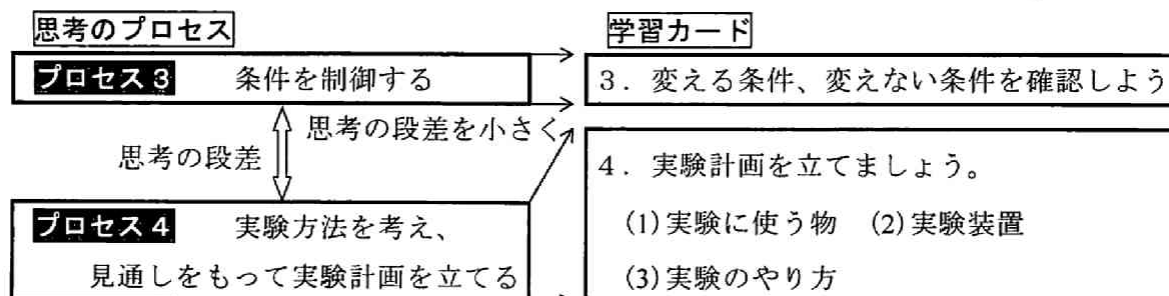 思考のプロセス
学習カード
プロセス3 条件を制御する
3. 変える条件、変えない条件を確認しよう
思考の段差を小さく
思考の段差
プロセス4 実験方法を考え、
見通しをもって実験計画を立てる
4. 実験計画を立てましょう。
(1)実験に使う物 (2)実験装置
(3)実験のやり方